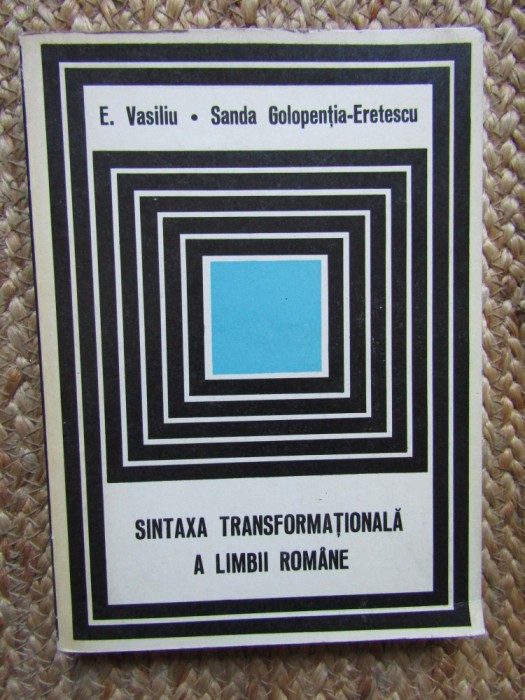 E. Vasiliu • Sanda Golopenția-Eretescu
SINTAXA TRANSFORMAȚIONALĂ
A LIMBII ROMÂNE